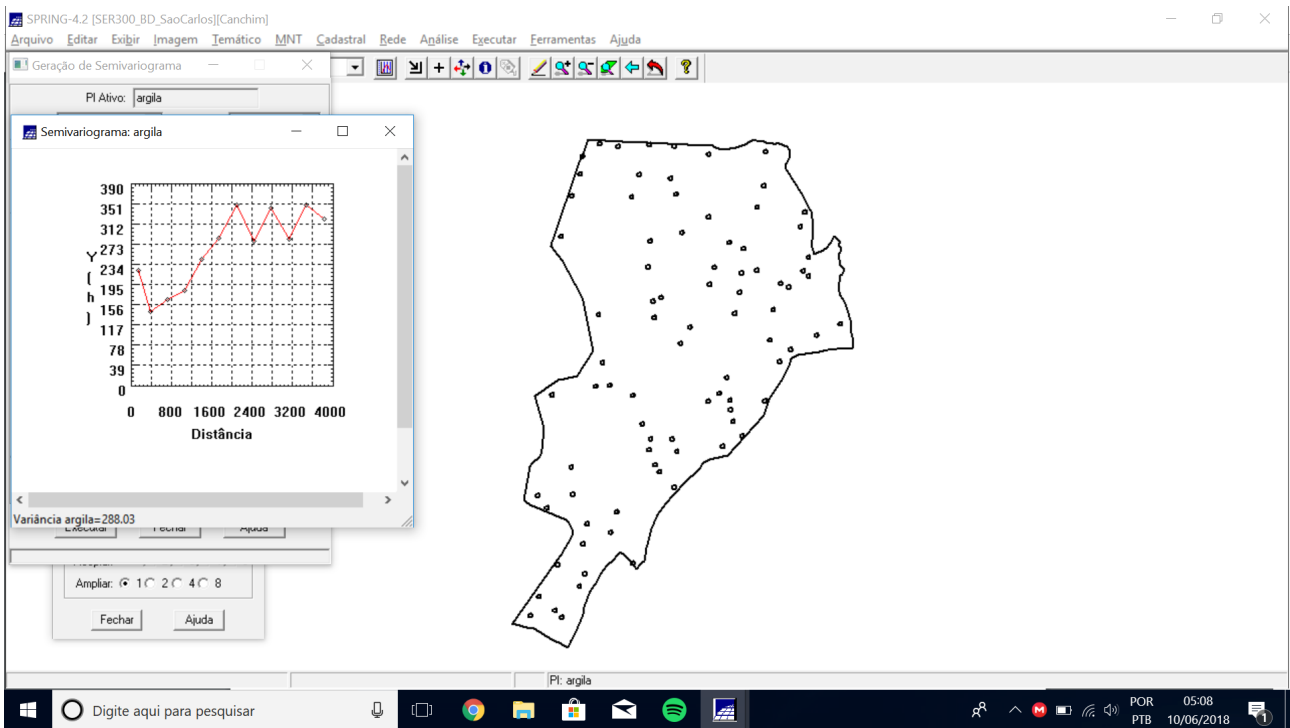 SPRING-4.2 [SER300_BD_SaoCarlos][Canchim]
Arquivo Editar Exibir Imagem Temático MNT Cadastral Rede Análise Executar Ferramentas Ajuda
Geração de Semivariograma
PI Ativo: argila
Semivariograma: argila
390
351
312
273
234
195
156
117
78
39
0
Y(h)
0 800 1600 2400 3200 4000
Distância
Variância argila=288.03
Executar Fechar Ajuda
Ampliar: 1 2 4 8
Fechar Ajuda
PI: argila
Digite aqui para pesquisar
POR
PTB
05:08
10/06/2018
1